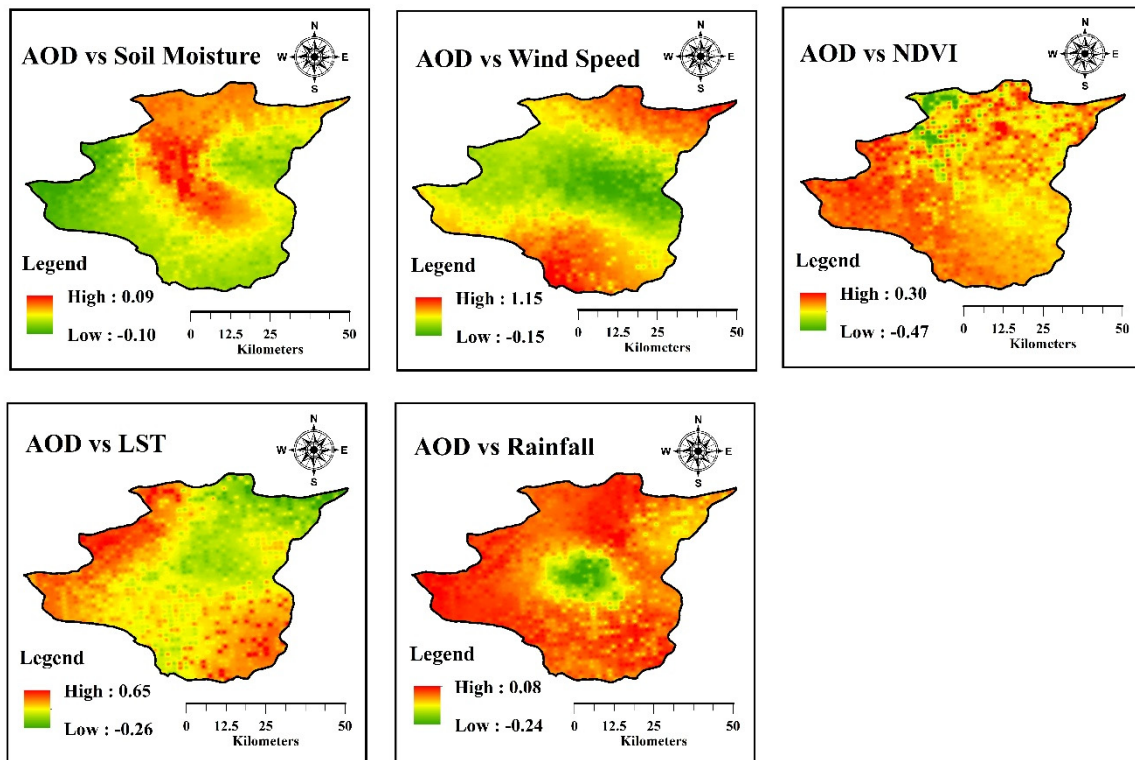 AOD vs Soil Moisture
N
W E
S
Legend
High : 0.09
Low : -0.10
0 12.5 25 50
Kilometers
AOD vs Wind Speed
N
W E
S
Legend
High : 1.15
Low : -0.15
0 12.5 25 50
Kilometers
AOD vs NDVI
N
W E
S
Legend
High : 0.30
Low : -0.47
0 12.5 25 50
Kilometers
AOD vs LST
N
W E
S
Legend
High : 0.65
Low : -0.26
0 12.5 25 50
Kilometers
AOD vs Rainfall
N
W E
S
Legend
High : 0.08
Low : -0.24
0 12.5 25 50
Kilometers